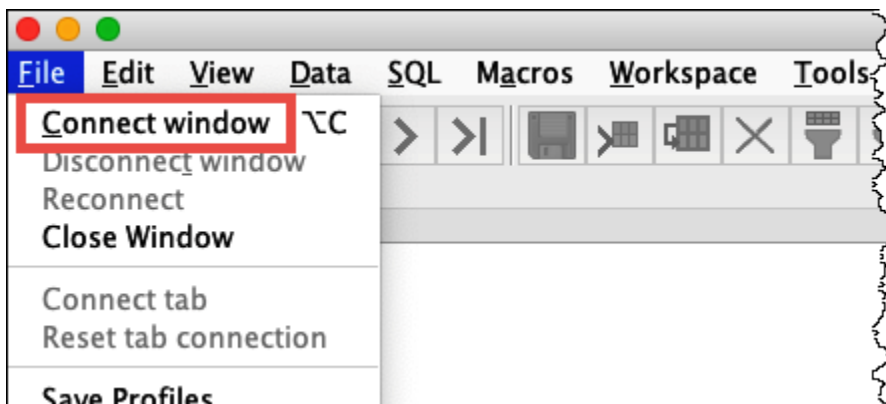 File Edit View Data SQL Macros Workspace Tools
Connect window ⌥C
Disconnect window
Reconnect
Close Window
Connect tab
Reset tab connection
Save Profiles